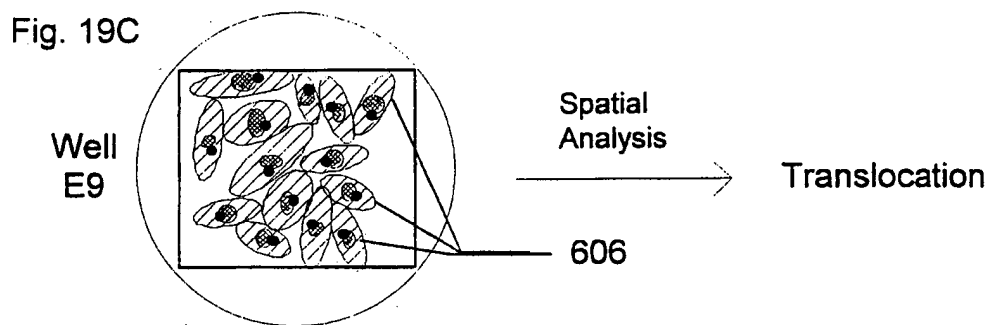 Fig. 19C
Well
E9
Spatial
Analysis
Translocation
606